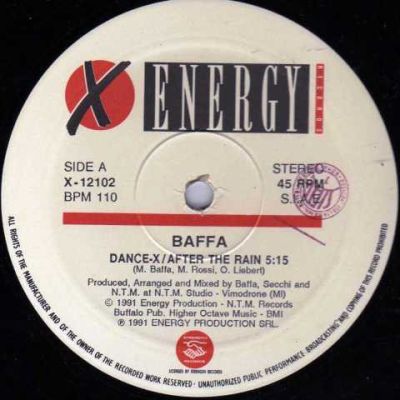 X ENERGY
RECORDS
SIDE A
X-12102
BPM 110
STEREO
45 RPM
S.I.A.E.
BAFFA
DANCE-X/AFTER THE RAIN 5:15
(M. Baffa, M. Rossi, O. Liebert)
Produced, Arranged and Mixed by Baffa, Secchi and
N.T.M. at N.T.M. Studio - Vimodrone (MI)
© 1991 Energy Production - N.T.M. Records
Buffalo Pub. Higher Octave Music - BMI
℗ 1991 ENERGY PRODUCTION SRL.
ALL RIGHTS OF THE MANUFACTURER AND OF THE OWNER OF THE RECORDED WORK RESERVED · UNAUTHORIZED PUBLIC PERFORMANCE BROADCASTING AND COPYING OF THIS RECORD PROHIBITED